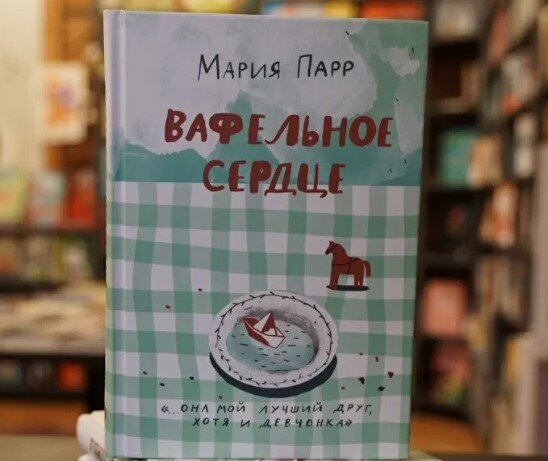 МАРИЯ ПАРР
ВАФЕЛЬНОЕ
СЕРДЦЕ
«...ОНА МОЙ ЛУЧШИЙ ДРУГ,
ХОТЯ И ДЕВЧОНКА»